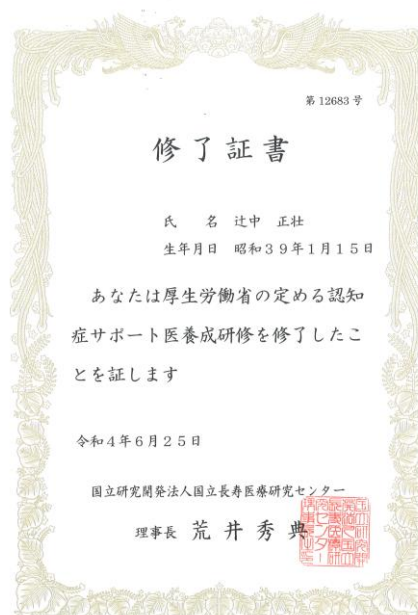 第12683号
修了証書
氏 名 辻中 正壮
生年月日 昭和39年1月15日
あなたは厚生労働省の定める認知
症サポート医養成研修を修了したこ
とを証します
令和4年6月25日
国立研究開発法人国立長寿医療研究センター
理事長 荒井秀典